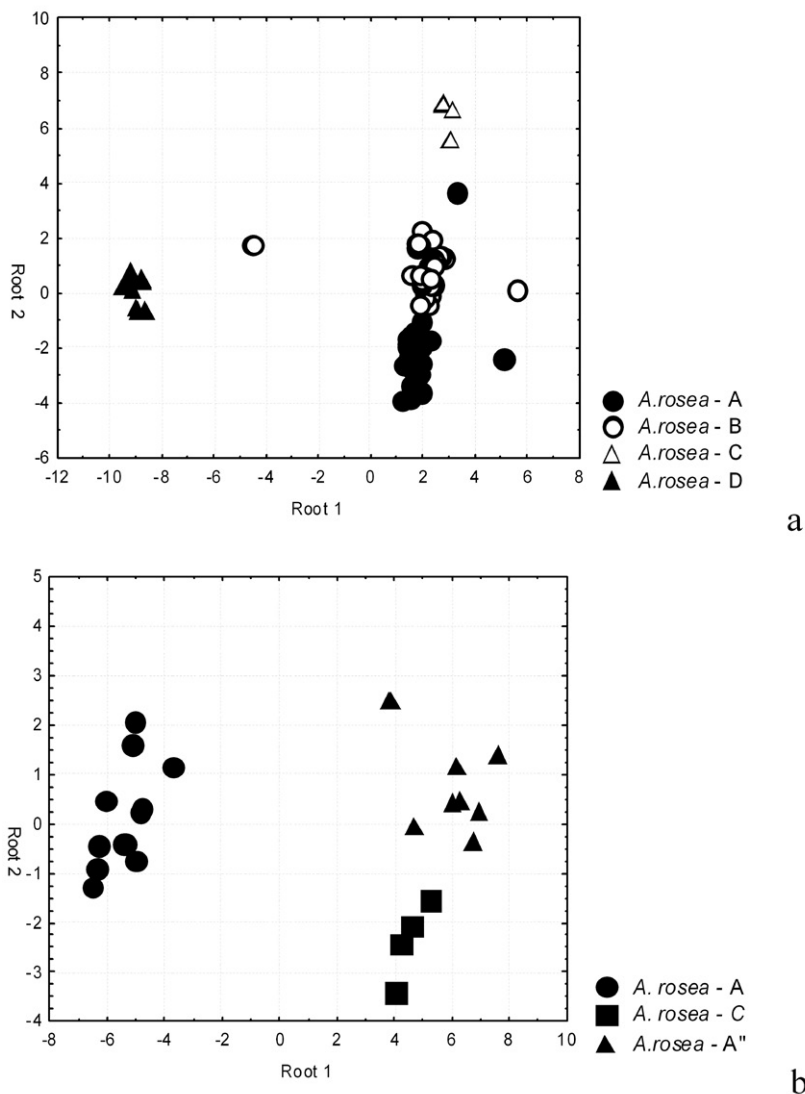 10
8
6
4
2
0
-2
-4
-6
-12 -10 -8 -6 -4 -2 0 2 4 6 8
Root 2
Root 1
A.rosea - A
A.rosea - B
A.rosea - C
A.rosea - D
a
5
4
3
2
1
0
-1
-2
-3
-4
-8 -6 -4 -2 0 2 4 6 8 10
Root 2
Root 1
A. rosea - A
A. rosea - C
A.rosea - A"
b